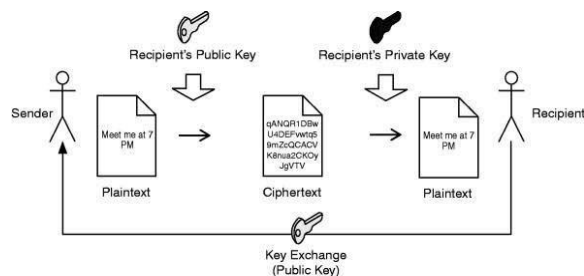 Recipient's Public Key
Recipient's Private Key
Sender
Recipient
Meet me at 7
PM
qANQR1DBw
U4DEFvwtq5
9mZcQCACV
K8nua2CKOy
JgVTV
Meet me at 7
PM
Plaintext
Ciphertext
Plaintext
Key Exchange
(Public Key)